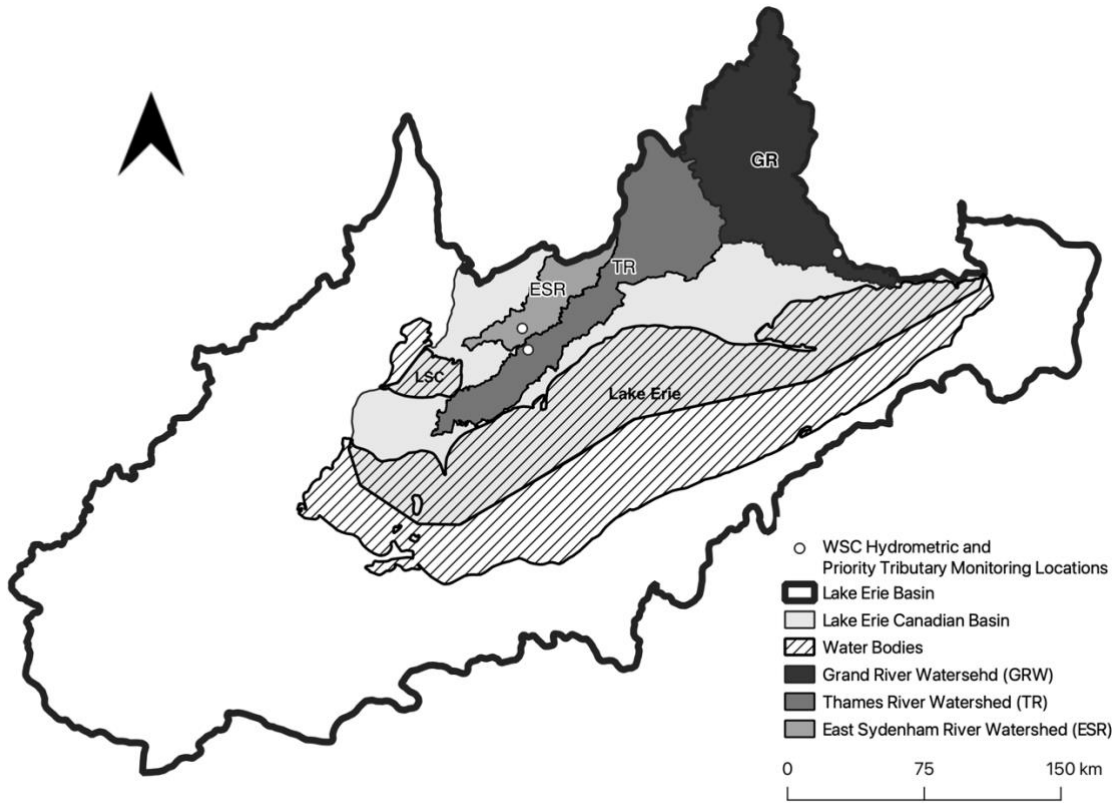 GR
TR
ESR
LSC
Lake Erie
WSC Hydrometric and
Priority Tributary Monitoring Locations
Lake Erie Basin
Lake Erie Canadian Basin
Water Bodies
Grand River Watersehd (GRW)
Thames River Watershed (TR)
East Sydenham River Watershed (ESR)
0 75 150 km